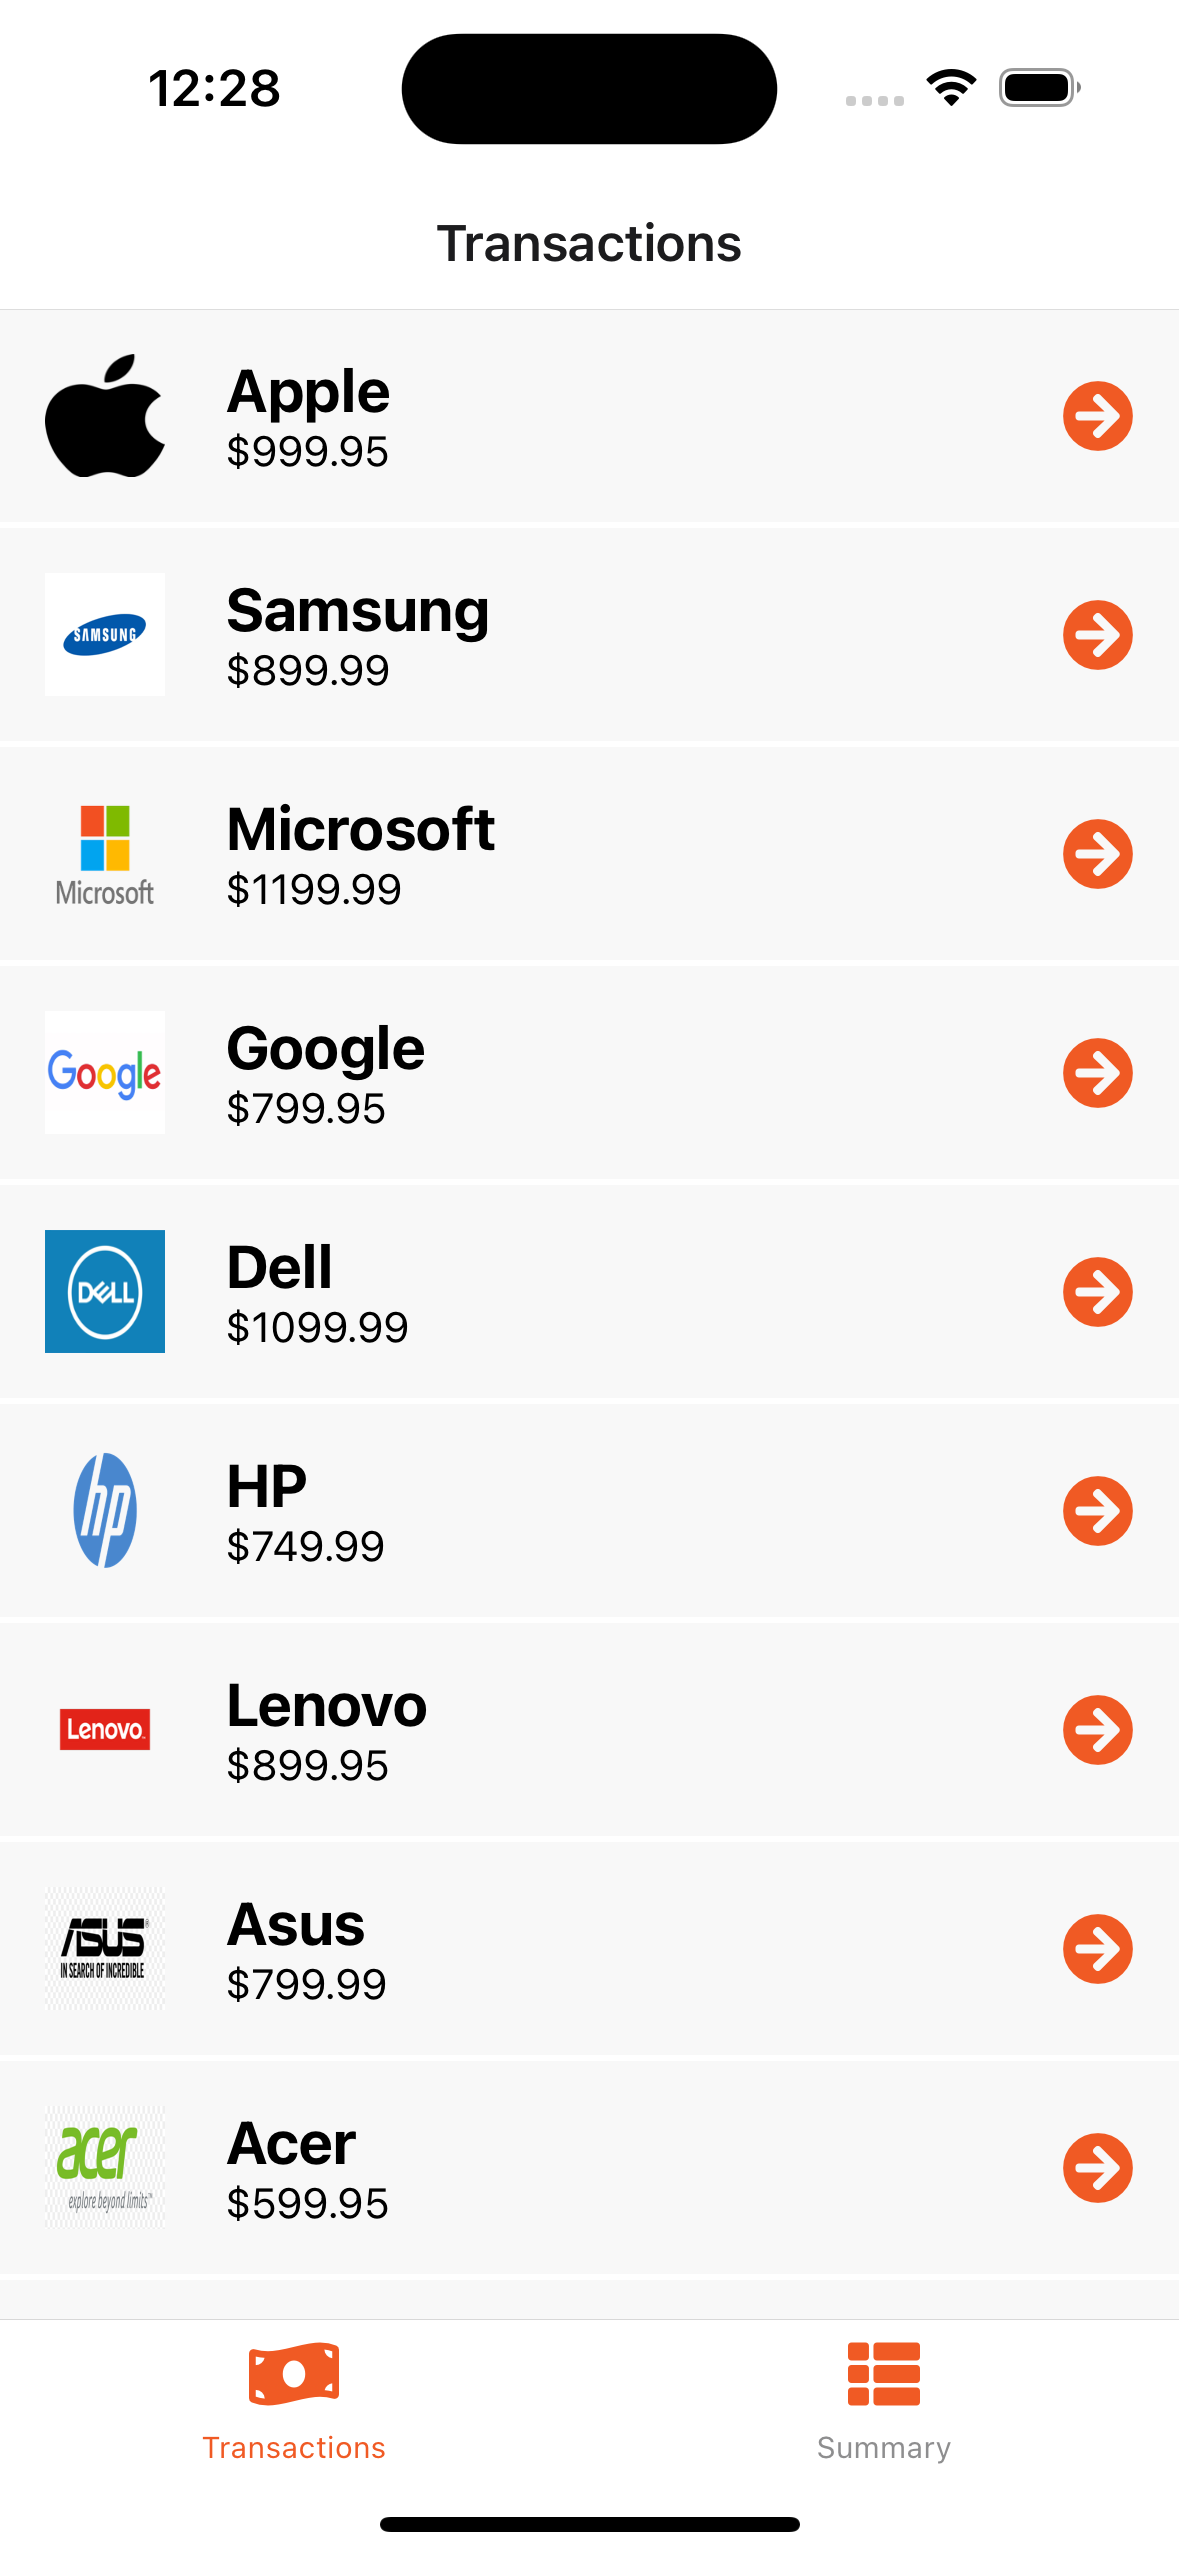 12:28
Transactions
Apple
$999.95
SAMSUNG
Samsung
$899.99
Microsoft
Microsoft
$1199.99
Google
Google
$799.95
DELL
Dell
$1099.99
hp
HP
$749.99
Lenovo
Lenovo
$899.95
ASUS
IN SEARCH OF INCREDIBLE
Asus
$799.99
acer
explore beyond limits™
Acer
$599.95
Transactions
Summary